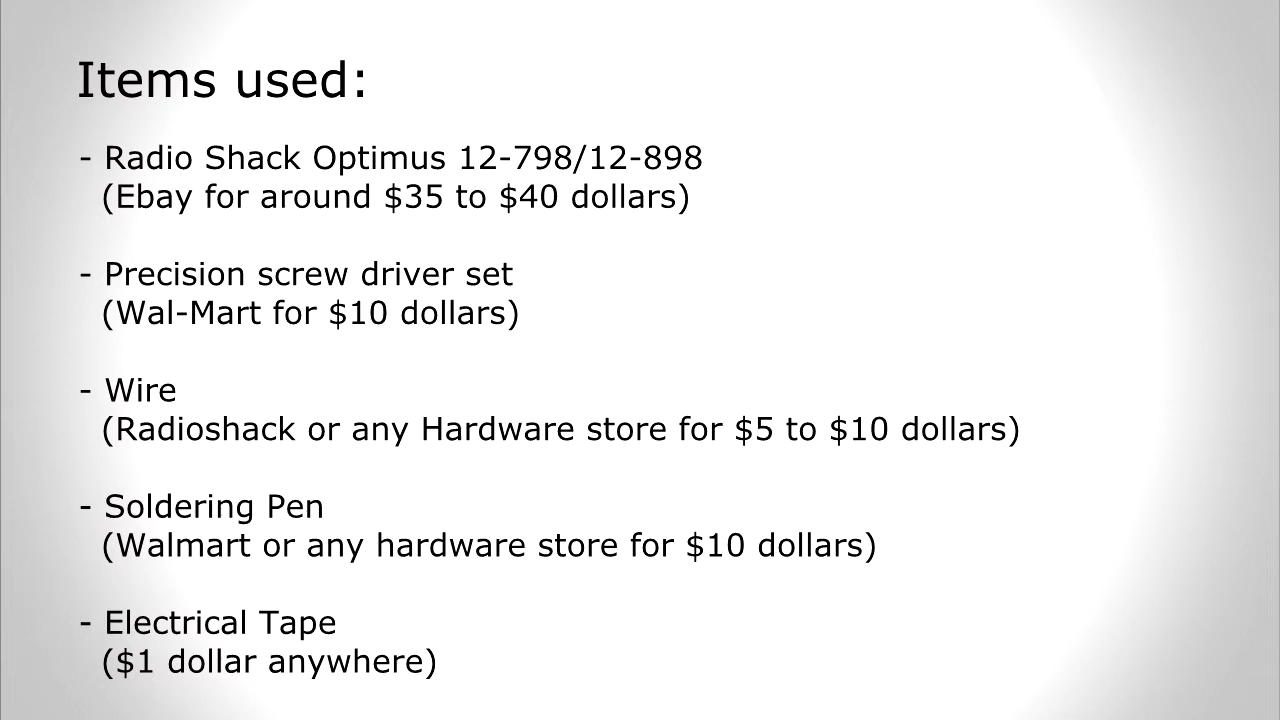 Items used:
- Radio Shack Optimus 12-798/12-898
(Ebay for around $35 to $40 dollars)
- Precision screw driver set
(Wal-Mart for $10 dollars)
- Wire
(Radioshack or any Hardware store for $5 to $10 dollars)
- Soldering Pen
(Walmart or any hardware store for $10 dollars)
- Electrical Tape
($1 dollar anywhere)